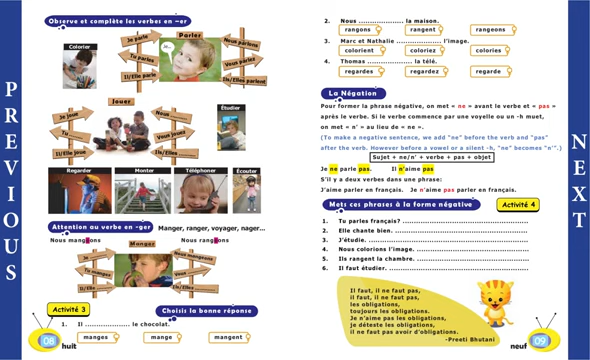 PREVIOUS
Observe et complète les verbes en –er
Colorier
Parler
Je parle
Tu parles
Il/Elle parle
Nous parlons
Vous parlez
Ils/Elles parlent
Jouer
Étudier
Je joue
Tu
Il/Elle joue
Nous
Vous jouez
Ils/Elles
Regarder
Monter
Téléphoner
Écouter
Attention au verbe en -ger
Manger, ranger, voyager, nager...
Nous mangeons
Nous rangeons
Manger
Je
Tu manges
Il/Elle
Nous mangeons
Vous
Ils/Elles
Activité 3
Choisis la bonne réponse
1. Il .................... le chocolat.
manges
mange
mangent
08
huit
2. Nous ................... la maison.
rangons
rangent
rangeons
3. Marc et Nathalie ................... l'image.
colorient
coloriez
colories
4. Thomas ................... la télé.
regardes
regardez
regarde
La Négation
Pour former la phrase négative, on met « ne » avant le verbe et « pas »
après le verbe. Si le verbe commence par une voyelle ou un -h muet,
on met « n' » au lieu de « ne ».
(To make a negative sentence, we add "ne" before the verb and "pas"
after the verb. However before a vowel or a silent -h, "ne" becomes "n'".)
Sujet + ne/n' + verbe + pas + objet
Je ne parle pas. Il n'aime pas
S'il y a deux verbes dans une phrase:
J'aime parler en français. Je n'aime pas parler en français.
Mets ces phrases à la forme négative
Activité 4
1. Tu parles français? ..................................................
2. Elle chante bien. ..................................................
3. J'étudie. ..................................................
4. Nous colorions l'image. ..................................................
5. Ils rangent la chambre. ..................................................
6. Il faut étudier. ..................................................
Il faut, il ne faut pas,
il faut, il ne faut pas,
les obligations,
toujours les obligations.
Je n'aime pas les obligations,
je déteste les obligations,
il ne faut pas avoir d'obligations.
-Preeti Bhutani
neuf
09
NEXT